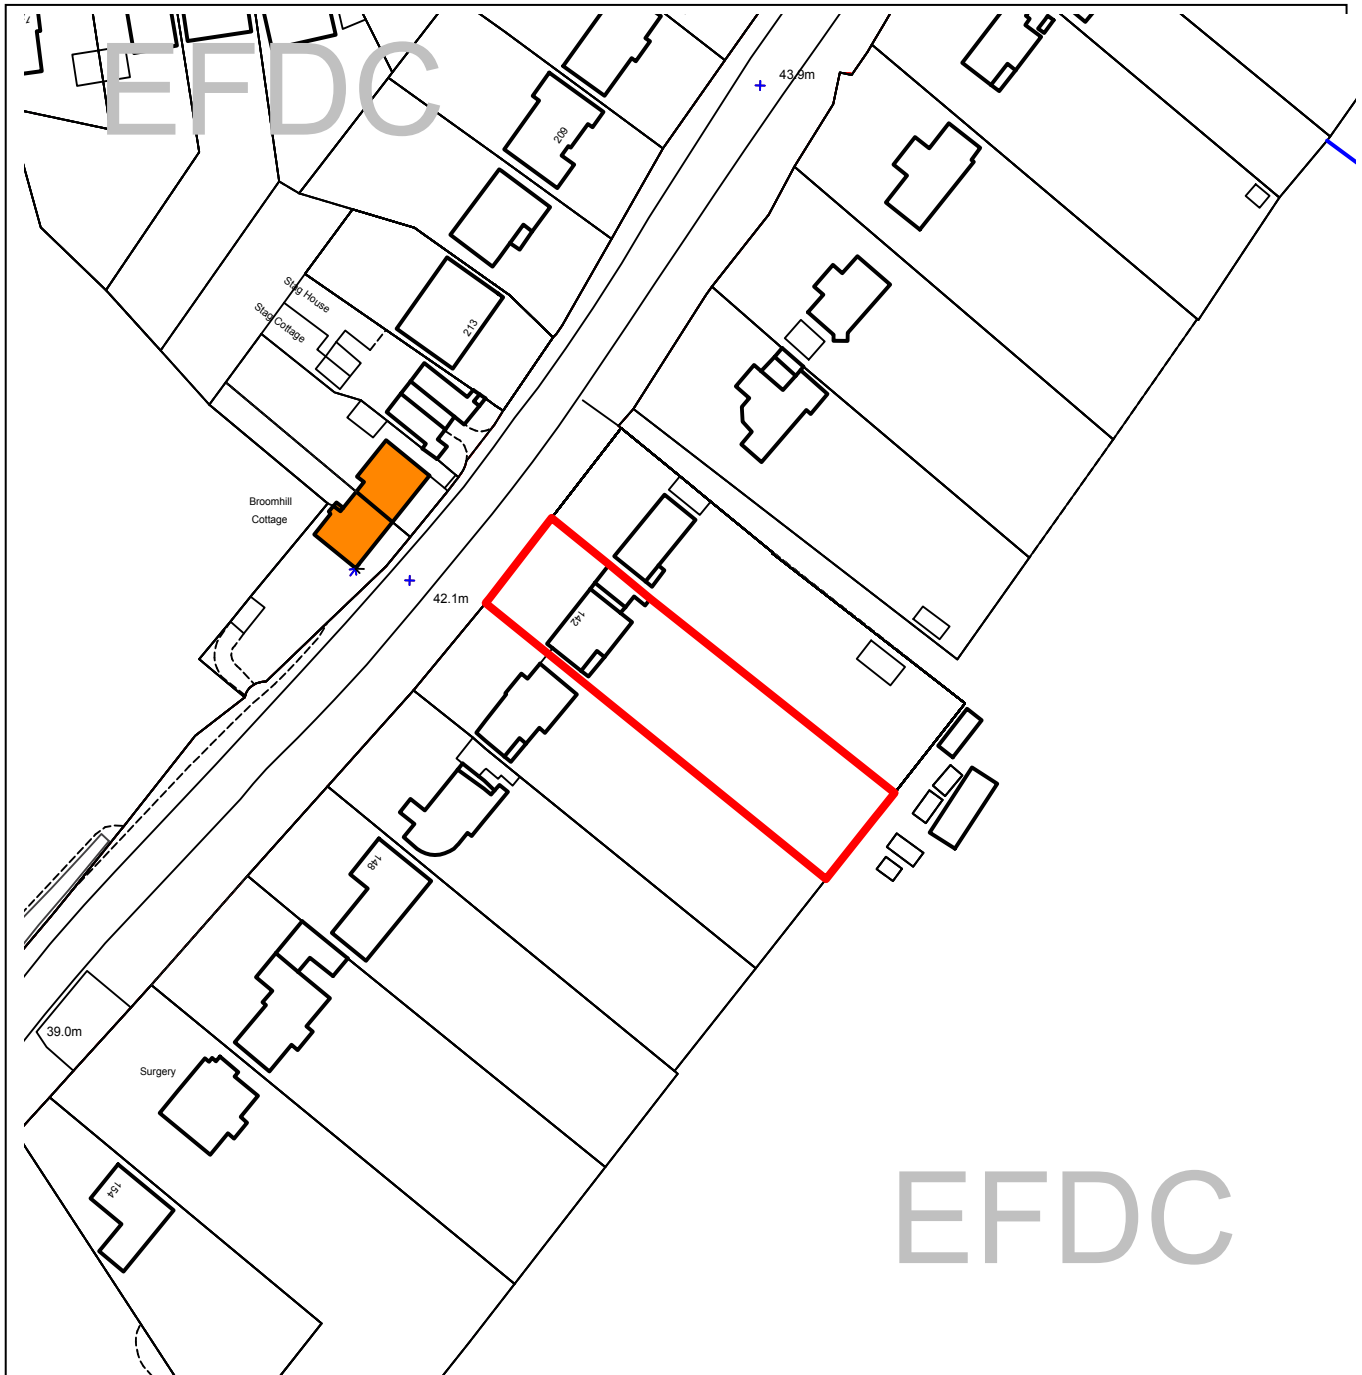 EFDC
43.9m
209
Stag House
Stag Cottage
213
Broomhill
Cottage
42.1m
142
148
39.0m
Surgery
154
EFDC